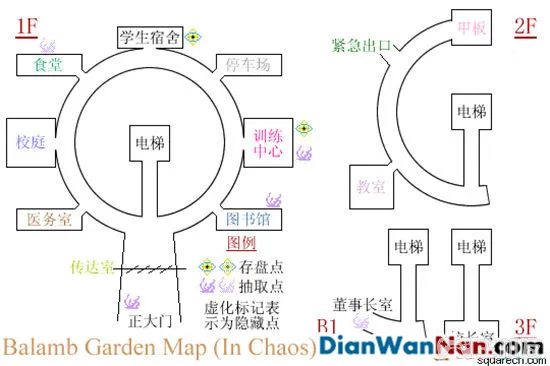 1F
学生宿舍
2F
食堂
停车场
紧急出口
甲板
校庭
电梯
训练
中心
电梯
教室
医务室
图书馆
图例
传达室
存盘点
抽取点
虚化标记表
示为隐藏点
正大门
电梯
电梯
董事长室
B1
校长室
3F
Balamb Garden Map (In Chaos)
DianWanNan.com
squarecn.com